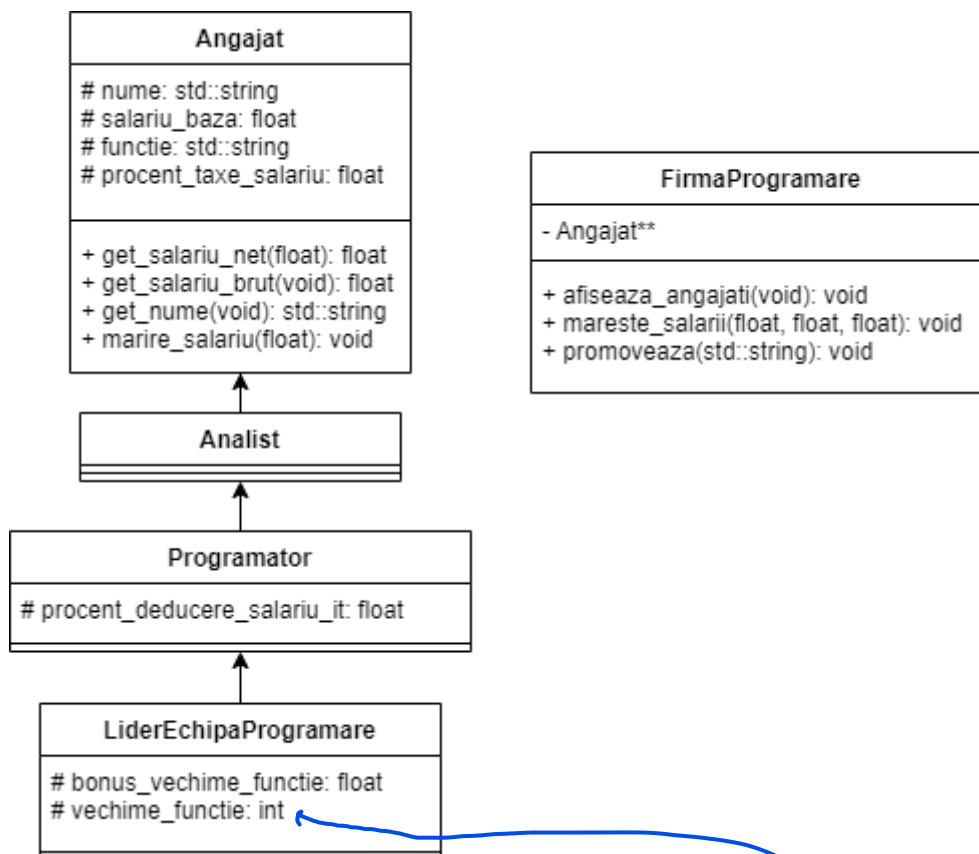 Angajat
# nume: std::string
# salariu_baza: float
# functie: std::string
# procent_taxe_salariu: float
+ get_salariu_net(float): float
+ get_salariu_brut(void): float
+ get_nume(void): std::string
+ marire_salariu(float): void
Analist
Programator
# procent_deducere_salariu_it: float
LiderEchipaProgramare
# bonus_vechime_functie: float
# vechime_functie: int
FirmaProgramare
- Angajat**
+ afiseaza_angajati(void): void
+ mareste_salarii(float, float, float): void
+ promoveaza(std::string): void